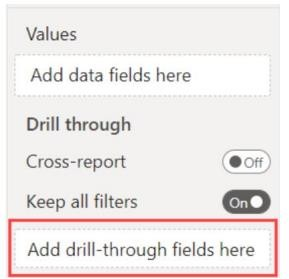 Values
Add data fields here
Drill through
Cross-report Off
Keep all filters On
Add drill-through fields here